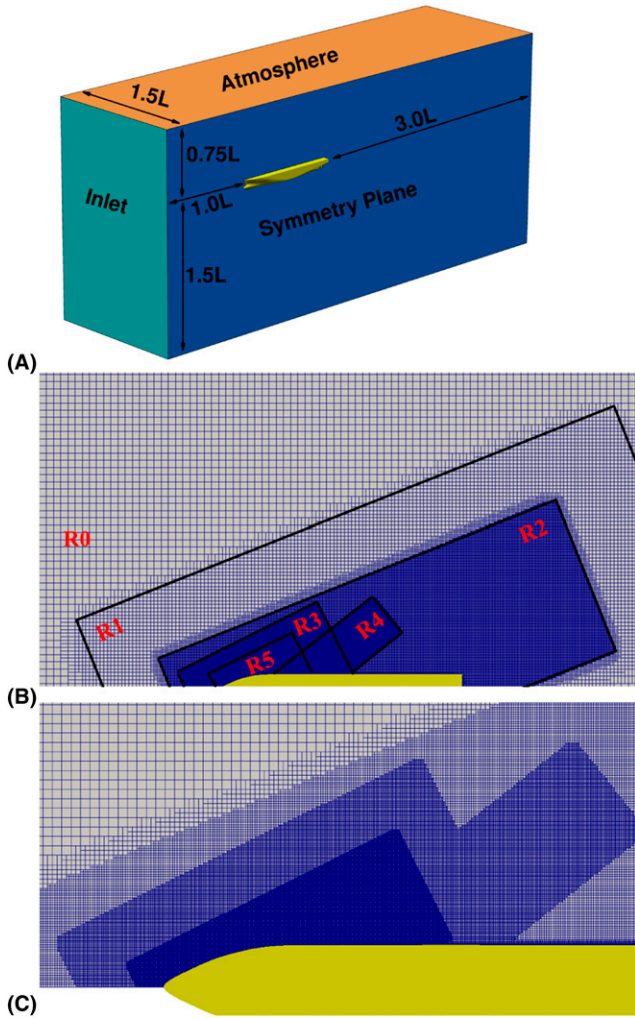 Atmosphere
1.5L
0.75L
3.0L
Inlet
1.0L
Symmetry Plane
1.5L
(A)
R0
R1
R2
R3
R4
R5
(B)
(C)